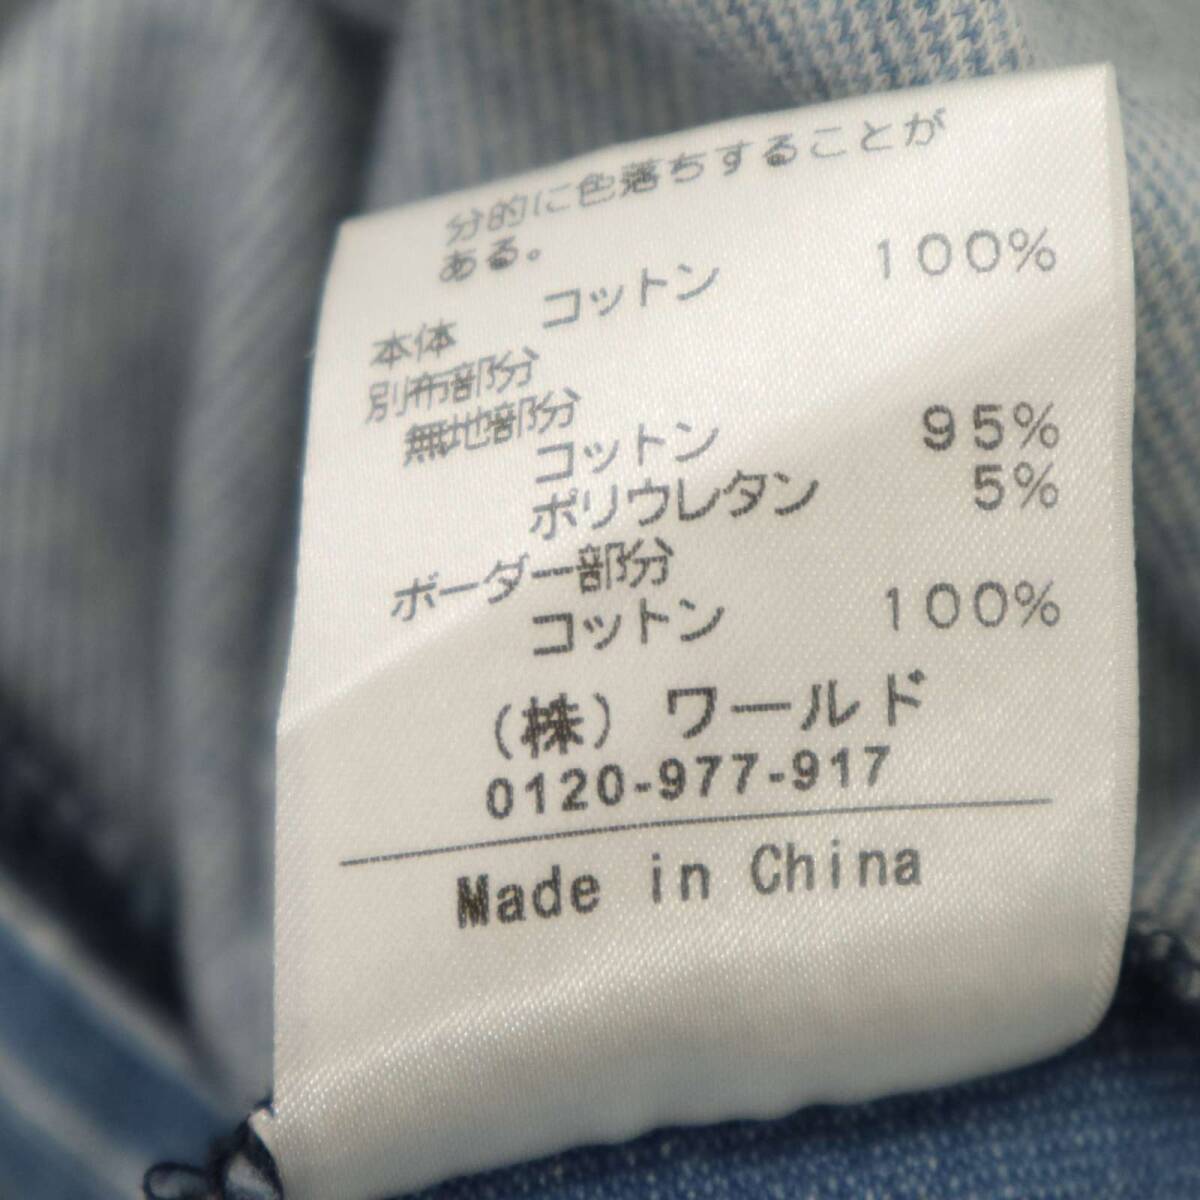 分的に色落ちすることが
ある。
本体 コットン 100%
別布部分
無地部分
コットン 95%
ポリウレタン 5%
ボーダー部分
コットン 100%
(株)ワールド
0120-977-917
Made in China